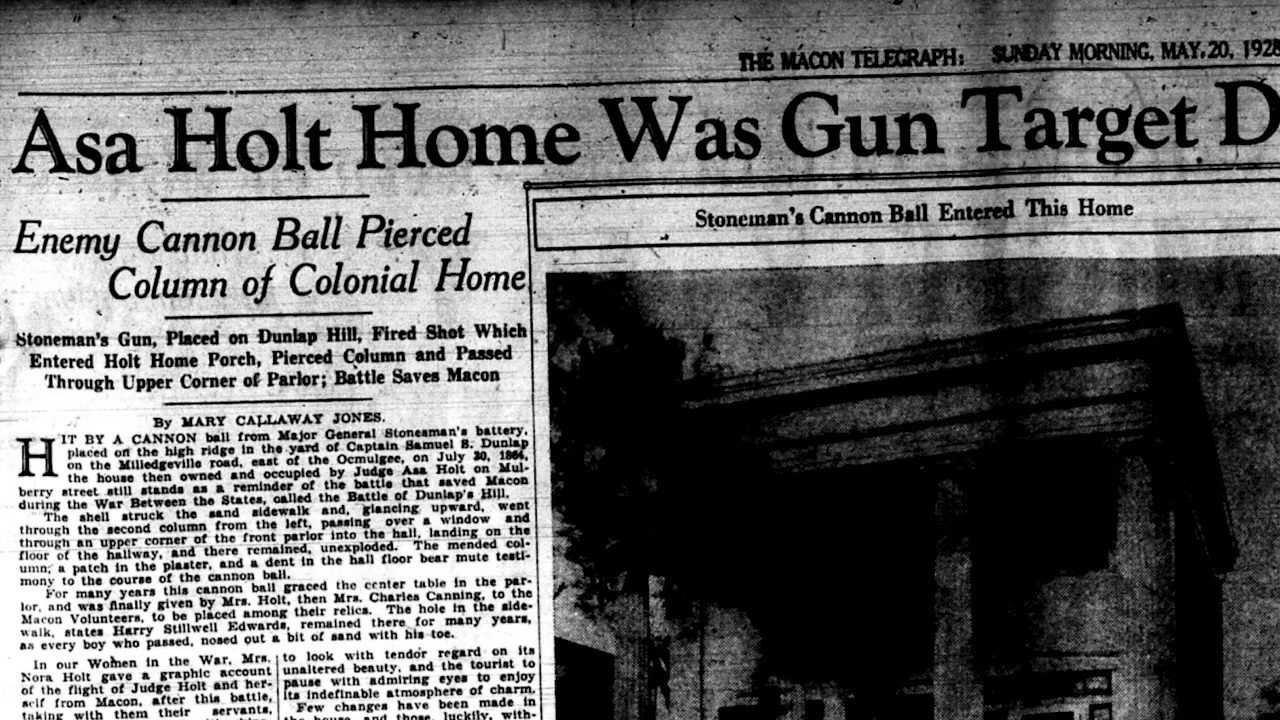 THE MACON TELEGRAPH: SUNDAY MORNING, MAY 20, 1928
Asa Holt Home Was Gun Target D
Enemy Cannon Ball Pierced
Column of Colonial Home
Stoneman's Gun, Placed on Dunlap Hill, Fired Shot Which
Entered Holt Home Porch, Pierced Column and Passed
Through Upper Corner of Parlor; Battle Saves Macon
By MARY CALLAWAY JONES.
HIT BY A CANNON ball from Major General Stonesman's battery,
placed on the high ridge in the yard of Captain Samuel S. Dunlap
on the Milledgeville road, east of the Ocmulgee, on July 30, 1864,
the house then owned and occupied by Judge Asa Holt on Mul-
berry street still stands as a reminder of the battle that saved Macon
during the War Between the States, called the Battle of Dunlap's Hill.
The shell struck the sand sidewalk and, glancing upward, went
through the second column from the left, passing over a window and
through an upper corner of the front parlor into the hall, landing on the
floor of the hallway, and there remained, unexploded. The mended col-
umn, a patch in the plaster, and a dent in the hall floor bear mute testi-
mony to the course of the cannon ball.
For many years this cannon ball graced the center table in the par-
lor, and was finally given by Mrs. Holt, then Mrs. Charles Canning, to the
Macon Volunteers, to be placed among their relics. The hole in the side-
walk, states Harry Stillwell Edwards, remained there for many years,
as every boy who passed, nosed out a bit of sand with his toe.
In our Women in the War, Mrs.
Nora Holt gave a graphic account
of the flight of Judge Holt and her-
self from Macon, after this battle,
taking with them their servants,
to look with tender regard on its
unaltered beauty, and the tourist to
pause with admiring eyes to enjoy
its indefinable atmosphere of charm.
Few changes have been made in
the house, and those, luckily, with-
Stoneman's Cannon Ball Entered This Home